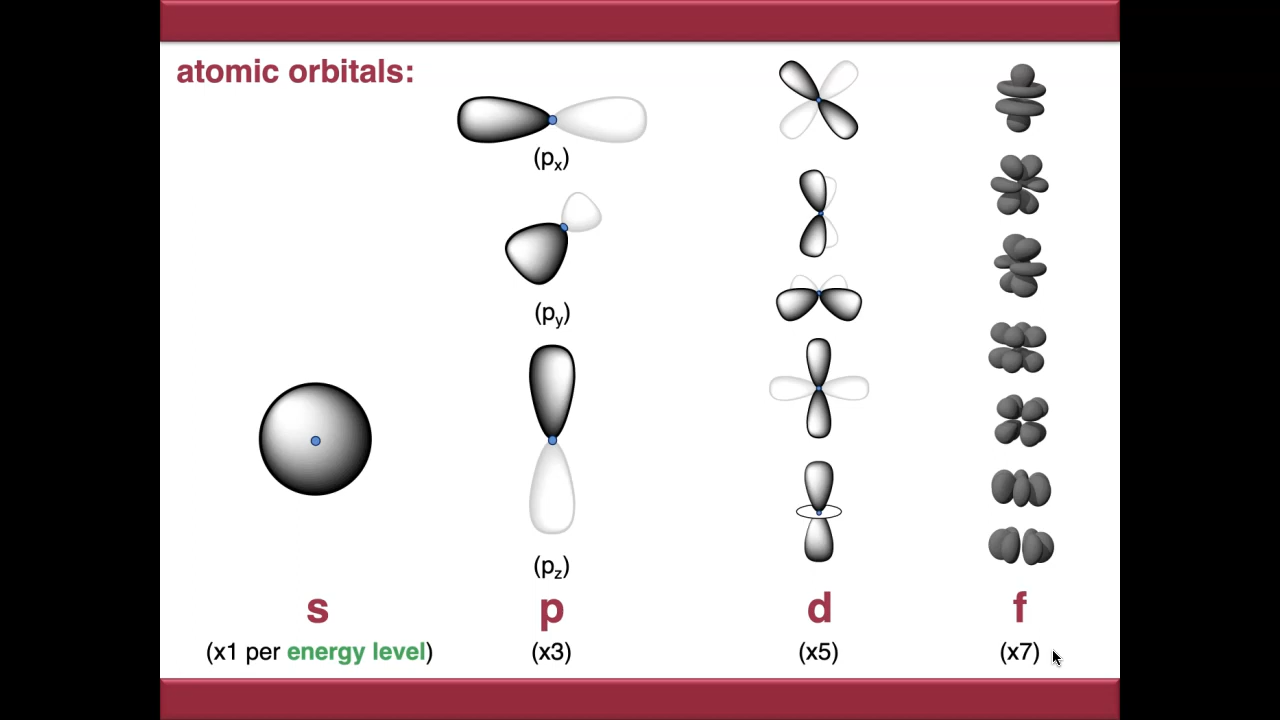 atomic orbitals:
(px)
(py)
(pz)
s
p
d
f
(x1 per energy level)
(x3)
(x5)
(x7)